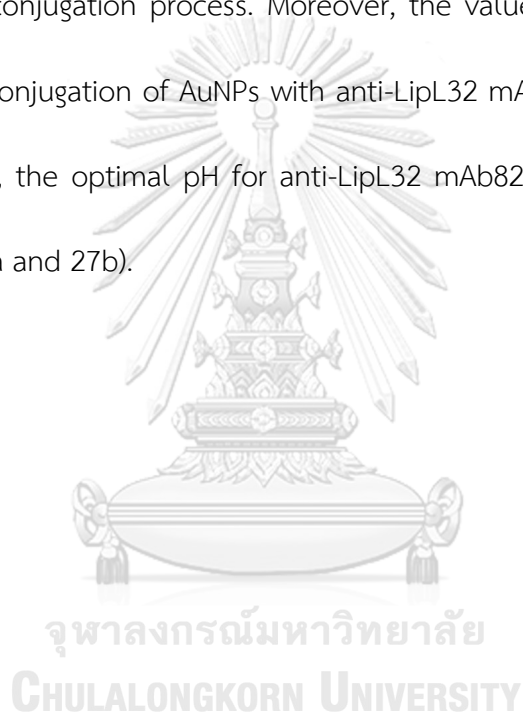 conjugation process. Moreover, the value
onjugation of AuNPs with anti-LipL32 mA
, the optimal pH for anti-LipL32 mAb82
a and 27b).
จุฬาลงกรณ์มหาวิทยาลัย
CHULALONGKORN UNIVERSITY